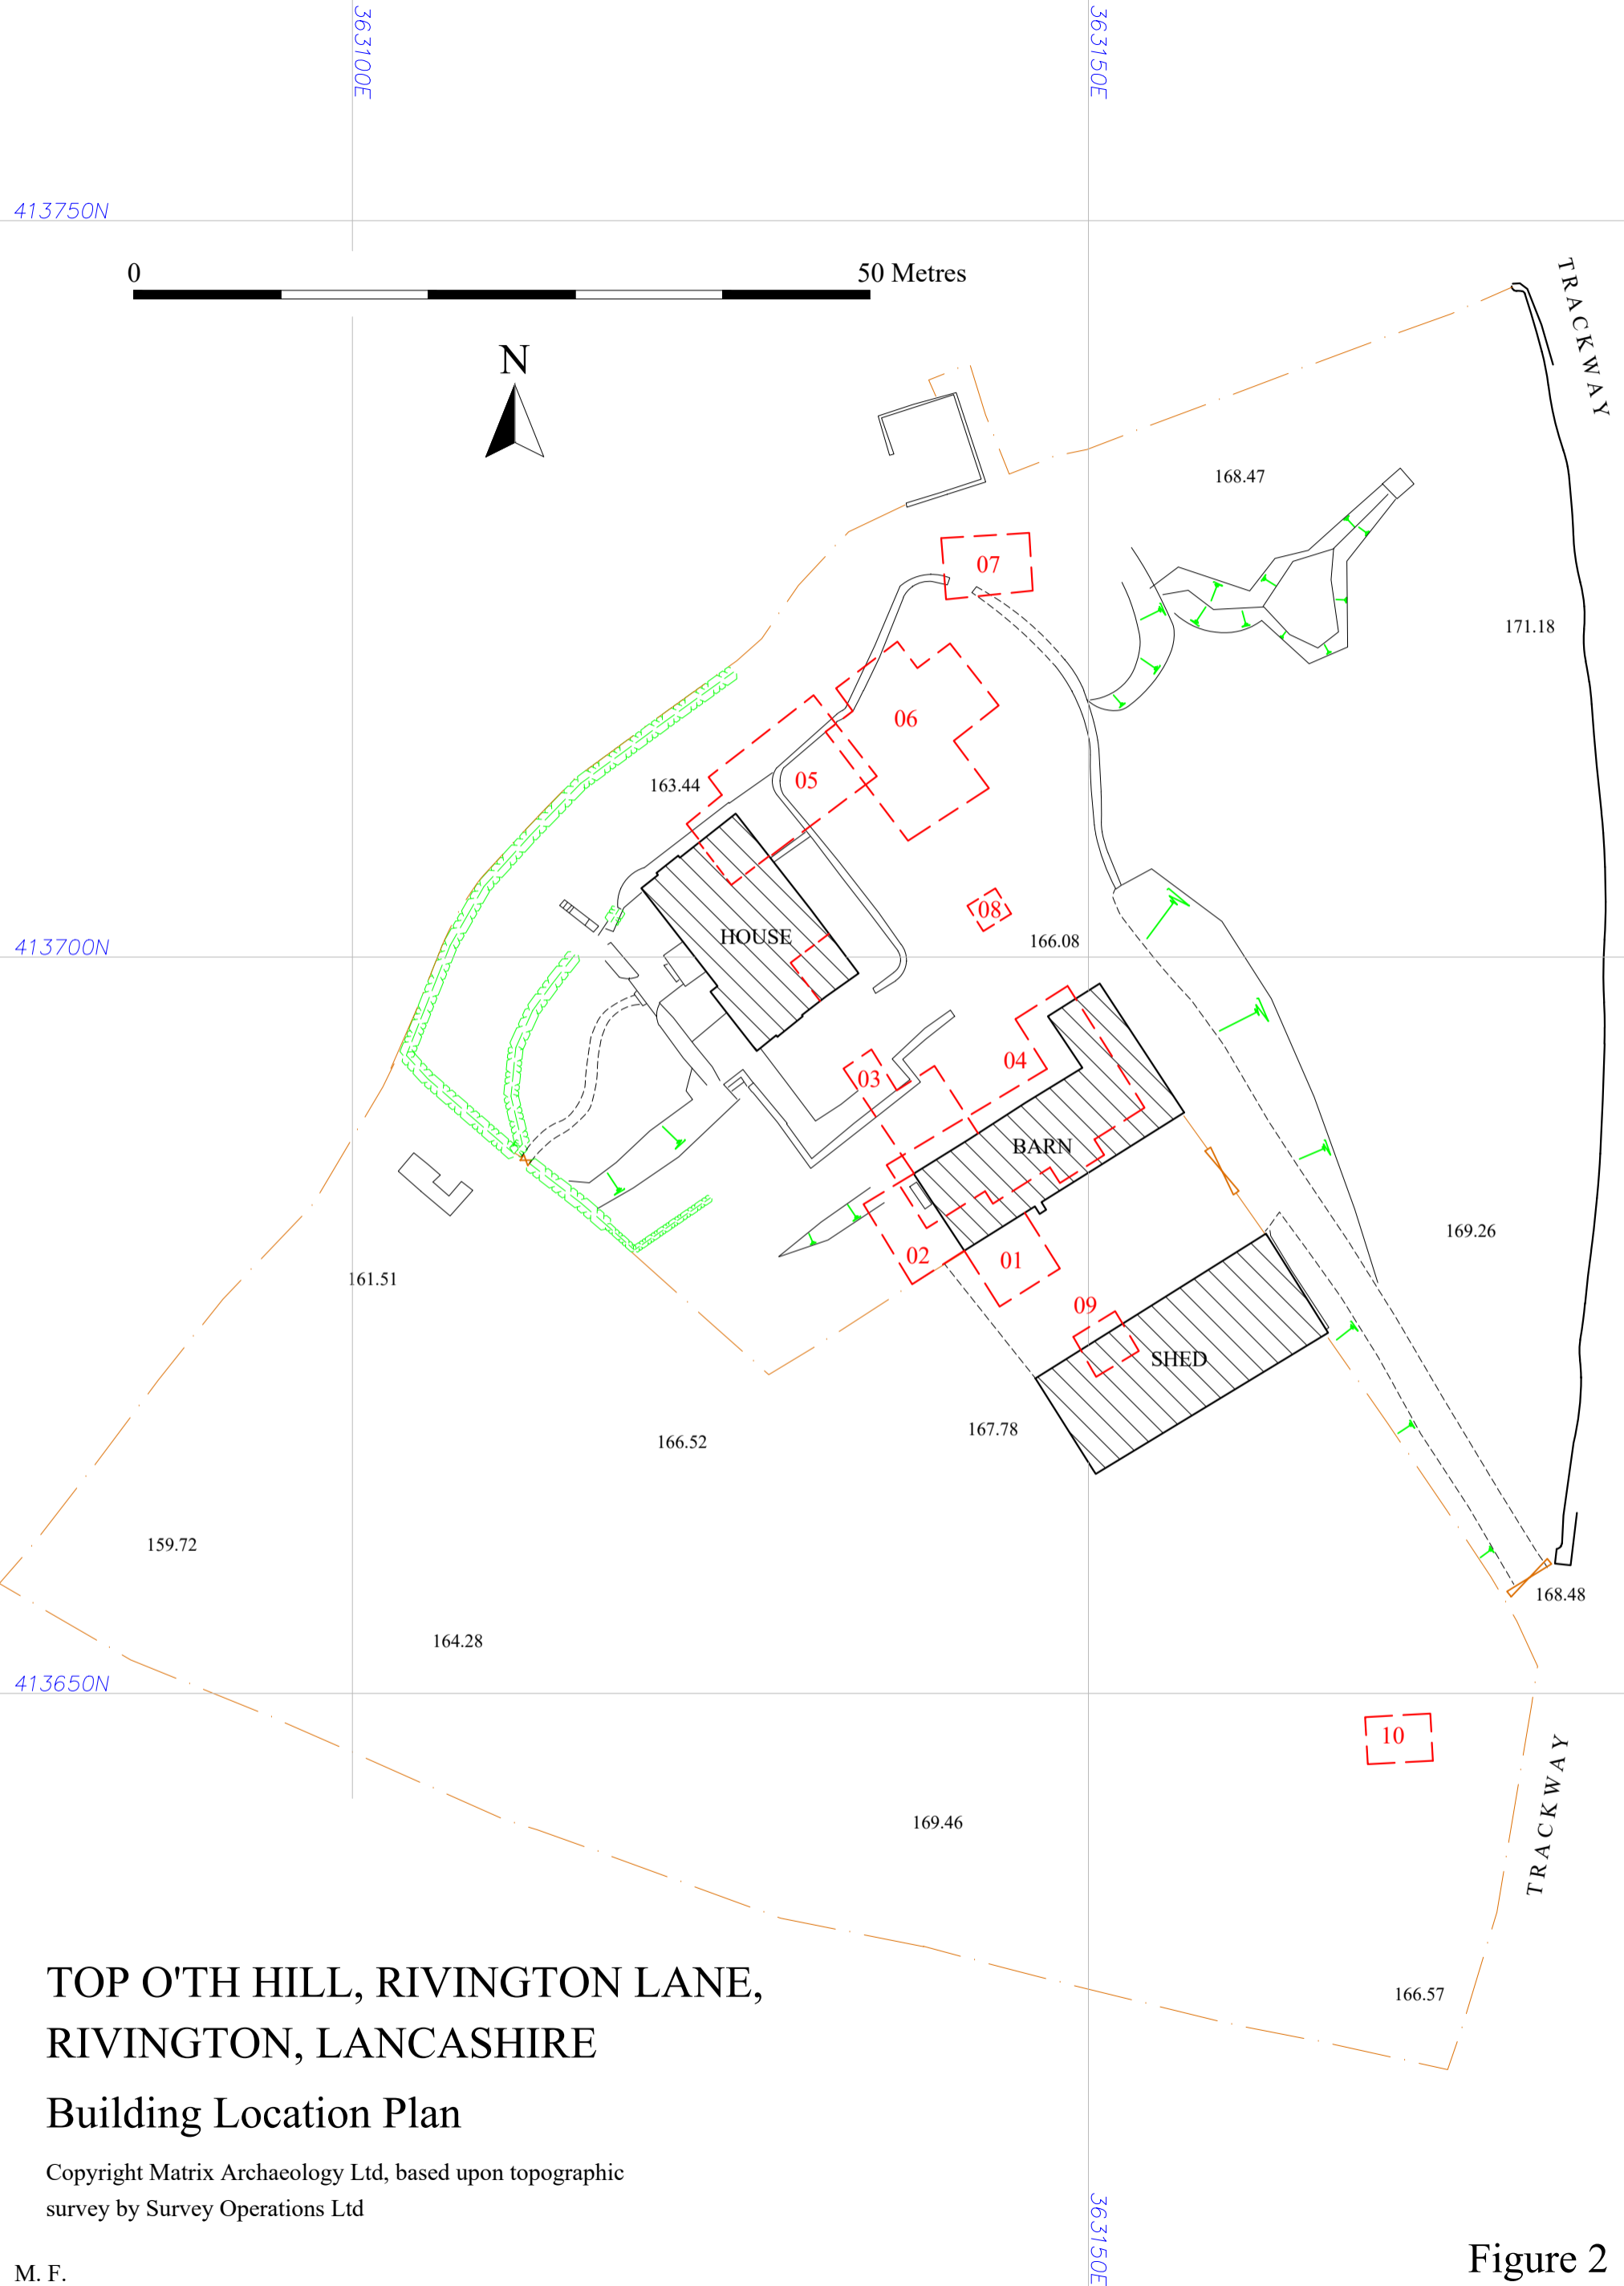 363100E
363150E
413750N
0
50 Metres
TRACKWAY
N
168.47
07
171.18
06
163.44
05
08
HOUSE
166.08
413700N
04
03
BARN
169.26
02
01
161.51
09
SHED
167.78
166.52
159.72
168.48
164.28
413650N
10
TRACKWAY
169.46
TOP O'TH HILL, RIVINGTON LANE,
RIVINGTON, LANCASHIRE
166.57
Building Location Plan
Copyright Matrix Archaeology Ltd, based upon topographic
survey by Survey Operations Ltd
363150E
Figure 2
M. F.